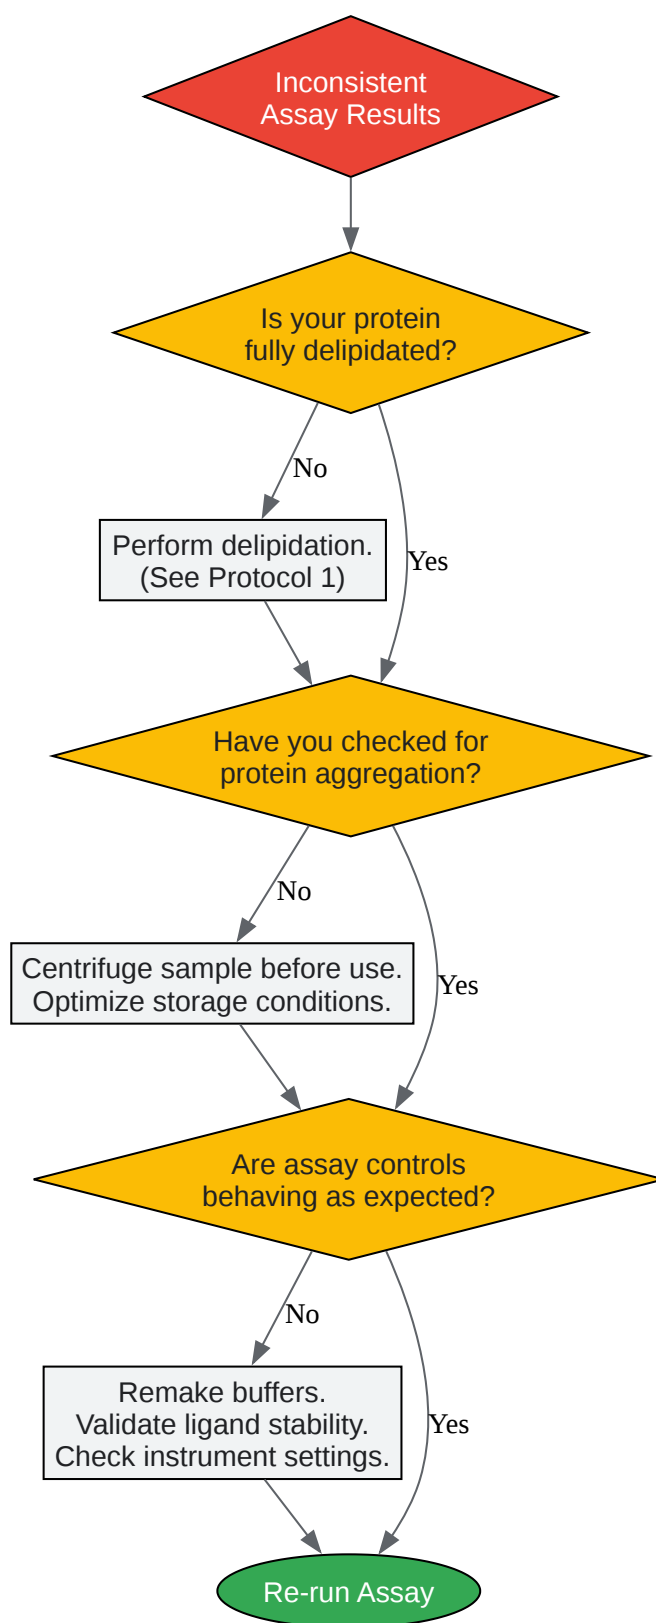 Inconsistent
Assay Results
Is your protein
fully delipidated?
No
Perform delipidation.
(See Protocol 1)
Yes
Have you checked for
protein aggregation?
No
Centrifuge sample before use.
Optimize storage conditions.
Yes
Are assay controls
behaving as expected?
No
Remake buffers.
Validate ligand stability.
Check instrument settings.
Yes
Re-run Assay